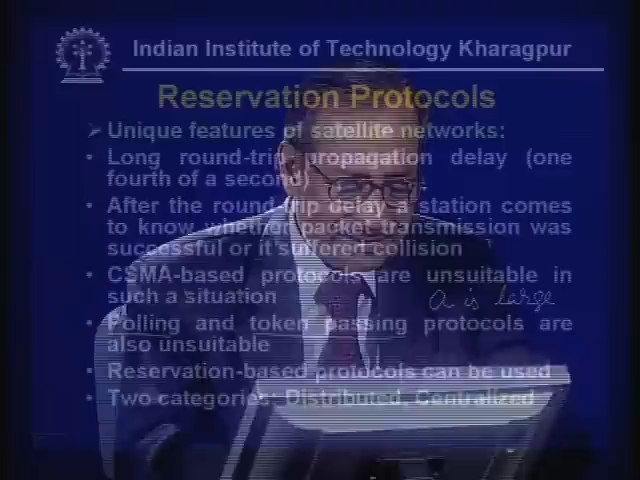 Indian Institute of Technology Kharagpur
Reservation Protocols
➢ Unique features of satellite networks:
• Long round-trip propagation delay (one
fourth of a second)
• After the round-trip delay a station comes
to know whether packet transmission was
successful or it suffered collision
• CSMA-based protocols are unsuitable in
such a situation
a is large
• Polling and token passing protocols are
also unsuitable
• Reservation-based protocols can be used
• Two categories: Distributed, Centralized